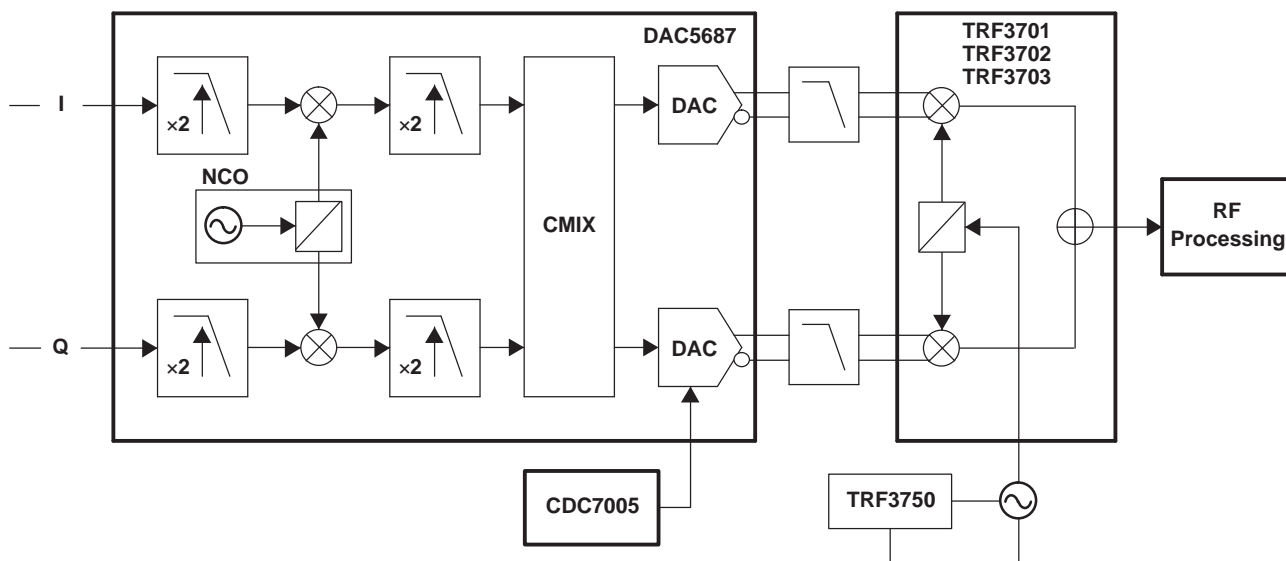 DAC5687
TRF3701
TRF3702
TRF3703
I
×2
×2
DAC
NCO
CMIX
RF
Processing
Q
×2
×2
DAC
CDC7005
TRF3750